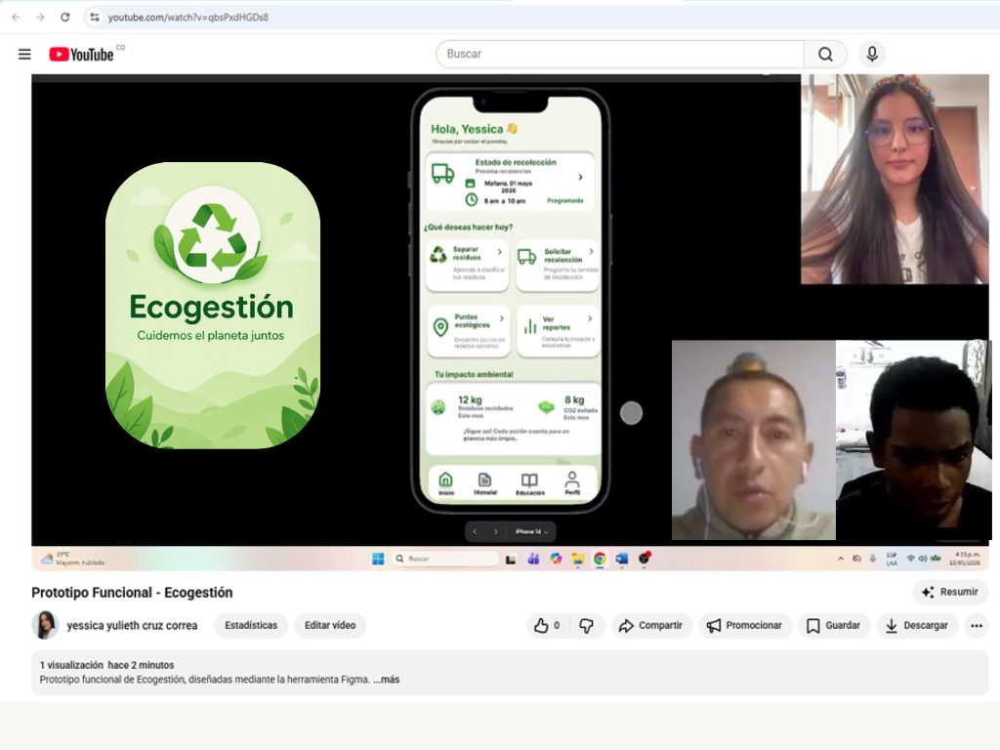 youtube.com/watch?v=qbsPxdHGDs8
YouTube CO
Buscar
Ecogestión
Cuidemos el planeta juntos
Hola, Yessica 👋
!Gracias por cuidar el planeta¡
Estado de recolección
Próxima recolección
Mañana, 01 mayo
2026
8 am a 10 am
Programada
¿Qué deseas hacer hoy?
Separar
residuos
Aprende a clasificar
tus residuos.
Solicitar
recolección
Programa tu servicio
de recolección
Puntos
ecológicos
Encuentra puntos de
reciclaje cercanos
Ver
reportes
Consulta tu impacto y
estadísticas
Tu impacto ambiental
12 kg
Residuos reciclados
Este mes
8 kg
CO2 evitado
Este mes
¡Sigue así! Cada acción cuenta para un
planeta más limpio.
Inicio
Historial
Educación
Perfil
iPhone 14
22°C
Mayorm. nublado
Buscar
ESP
LAA
4:15 p.m.
10/05/2026
Prototipo Funcional - Ecogestión
Resumir
yessica yulieth cruz correa
Estadísticas
Editar vídeo
0
Compartir
Promocionar
Guardar
Descargar
1 visualización hace 2 minutos
Prototipo funcional de Ecogestión, diseñadas mediante la herramienta Figma. ...más